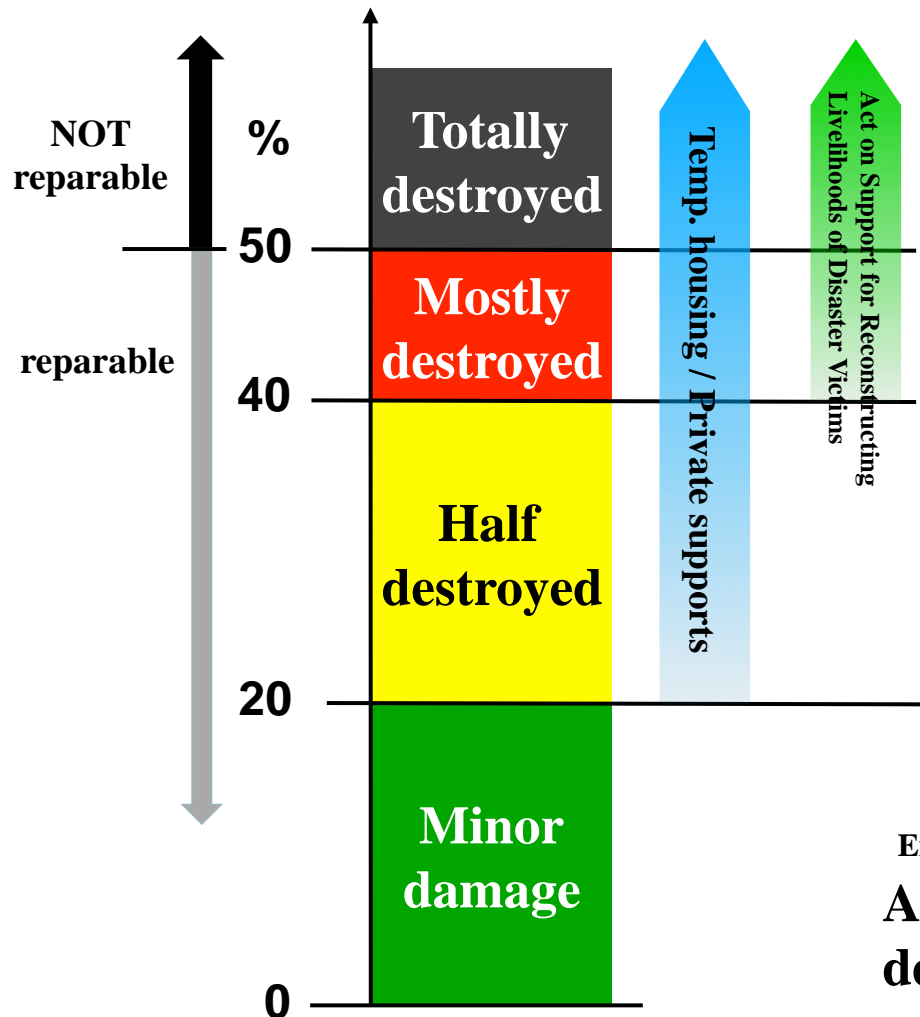 NOT
reparable
reparable
%
50
40
20
0
Totally
destroyed
Mostly
destroyed
Half
destroyed
Minor
damage
Temp. housing / Private supports
Act on Support for Reconstructing
Livelihoods of Disaster Victims